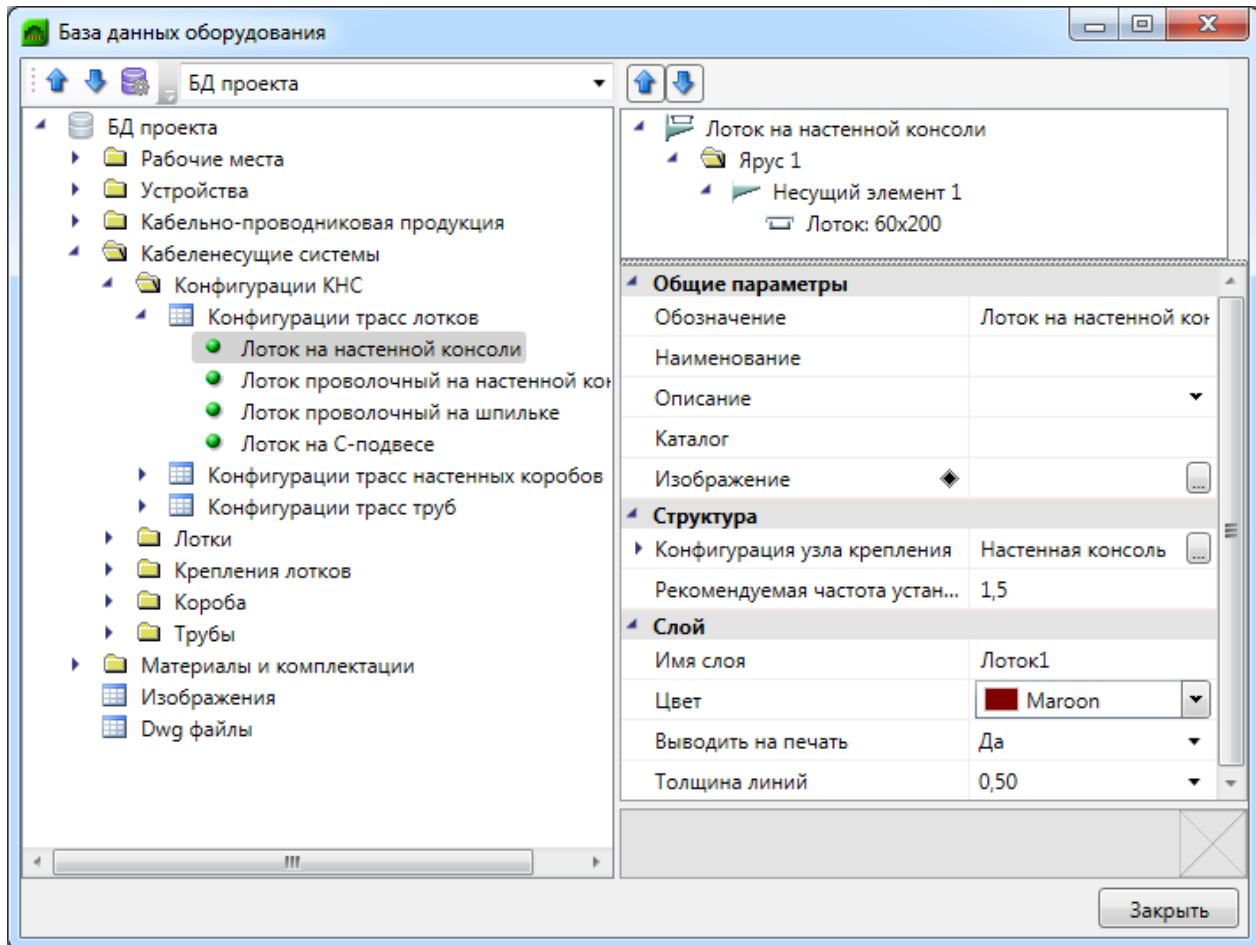 База данных оборудования
БД проекта
БД проекта
Рабочие места
Устройства
Кабельно-проводниковая продукция
Кабеленесущие системы
Конфигурации КНС
Конфигурации трасс лотков
Лоток на настенной консоли
Лоток проволочный на настенной кон
Лоток проволочный на шпильке
Лоток на С-подвесе
Конфигурации трасс настенных коробов
Конфигурации трасс труб
Лотки
Крепления лотков
Короба
Трубы
Материалы и комплектации
Изображения
Dwg файлы
Лоток на настенной консоли
Ярус 1
Несущий элемент 1
Лоток: 60x200
Общие параметры
Обозначение Лоток на настенной кон
Наименование
Описание
Каталог
Изображение ...
Структура
Конфигурация узла крепления Настенная консоль ...
Рекомендуемая частота устан... 1,5
Слой
Имя слоя Лоток1
Цвет Maroon
Выводить на печать Да
Толщина линий 0,50
Закрыть